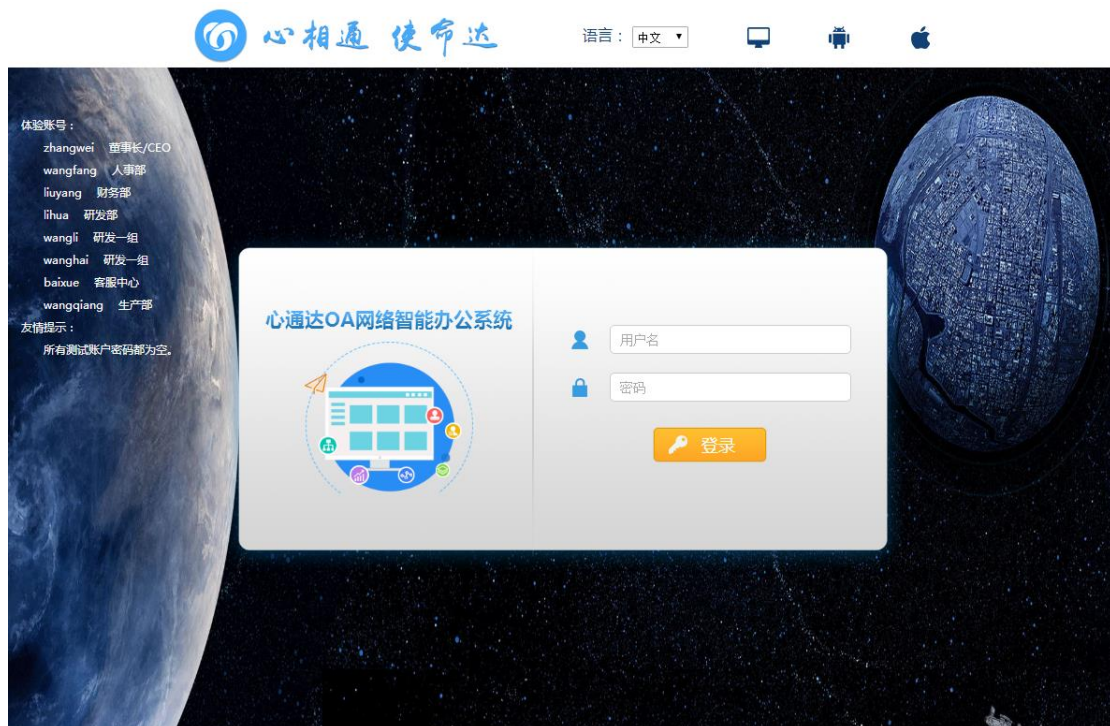 心相通 使命达
语言： 中文
体验账号：
zhangwei 董事长/CEO
wangfang 人事部
liuyang 财务部
lihua 研发部
wangli 研发一组
wanghai 研发一组
baixue 客服中心
wangqiang 生产部
友情提示：
所有测试账户密码都为空。
心通达OA网络智能办公系统
用户名
密码
登录